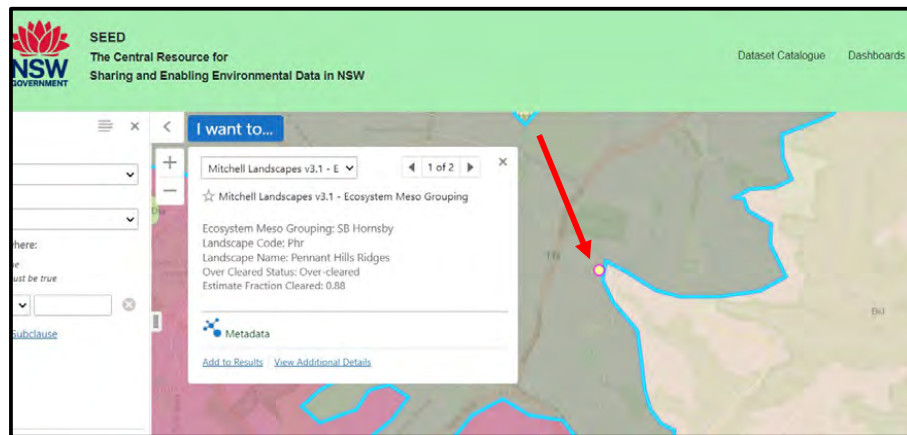 NSW
GOVERNMENT
SEED
The Central Resource for
Sharing and Enabling Environmental Data in NSW
Dataset Catalogue
Dashboards
I want to...
Mitchell Landscapes v3.1 - E
1 of 2
Mitchell Landscapes v3.1 - Ecosystem Meso Grouping
Ecosystem Meso Grouping: SB Hornsby
Landscape Code: Phr
Landscape Name: Pennant Hills Ridges
Over Cleared Status: Over-cleared
Estimate Fraction Cleared: 0.88
Metadata
Add to Results
View Additional Details
here:
ust be true
Subclause